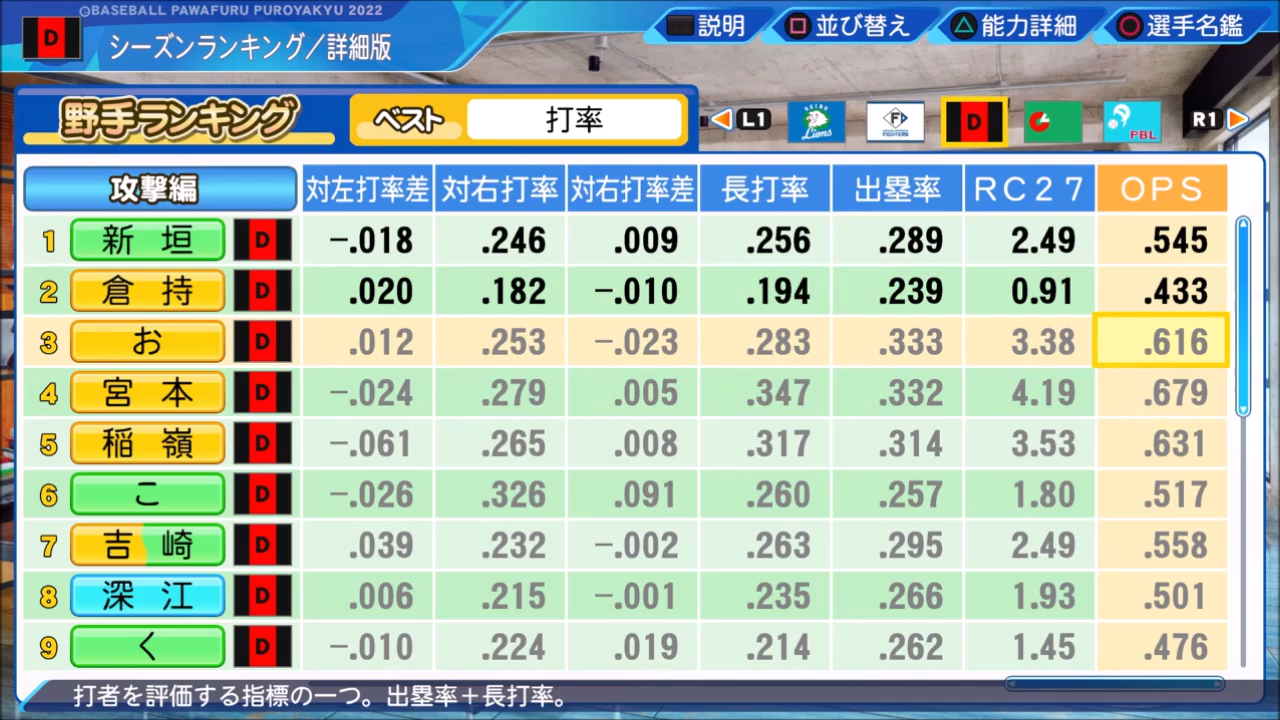 ©BASEBALL PAWAFURU PUROYAKYU 2022
D シーズンランキング/詳細版
説明 並び替え 能力詳細 選手名鑑
野手ランキング ベスト 打率 L1 Lions F FIGHTERS D PBL R1
攻撃編 対左打率差 対右打率 対右打率差 長打率 出塁率 RC27 OPS
1 新垣 D −.018 .246 .009 .256 .289 2.49 .545
2 倉持 D .020 .182 −.010 .194 .239 0.91 .433
3 お D .012 .253 −.023 .283 .333 3.38 .616
4 宮本 D −.024 .279 .005 .347 .332 4.19 .679
5 稲嶺 D −.061 .265 .008 .317 .314 3.53 .631
6 こ D −.026 .326 .091 .260 .257 1.80 .517
7 吉崎 D .039 .232 −.002 .263 .295 2.49 .558
8 深江 D .006 .215 −.001 .235 .266 1.93 .501
9 く D −.010 .224 .019 .214 .262 1.45 .476
打者を評価する指標の一つ。出塁率+長打率。